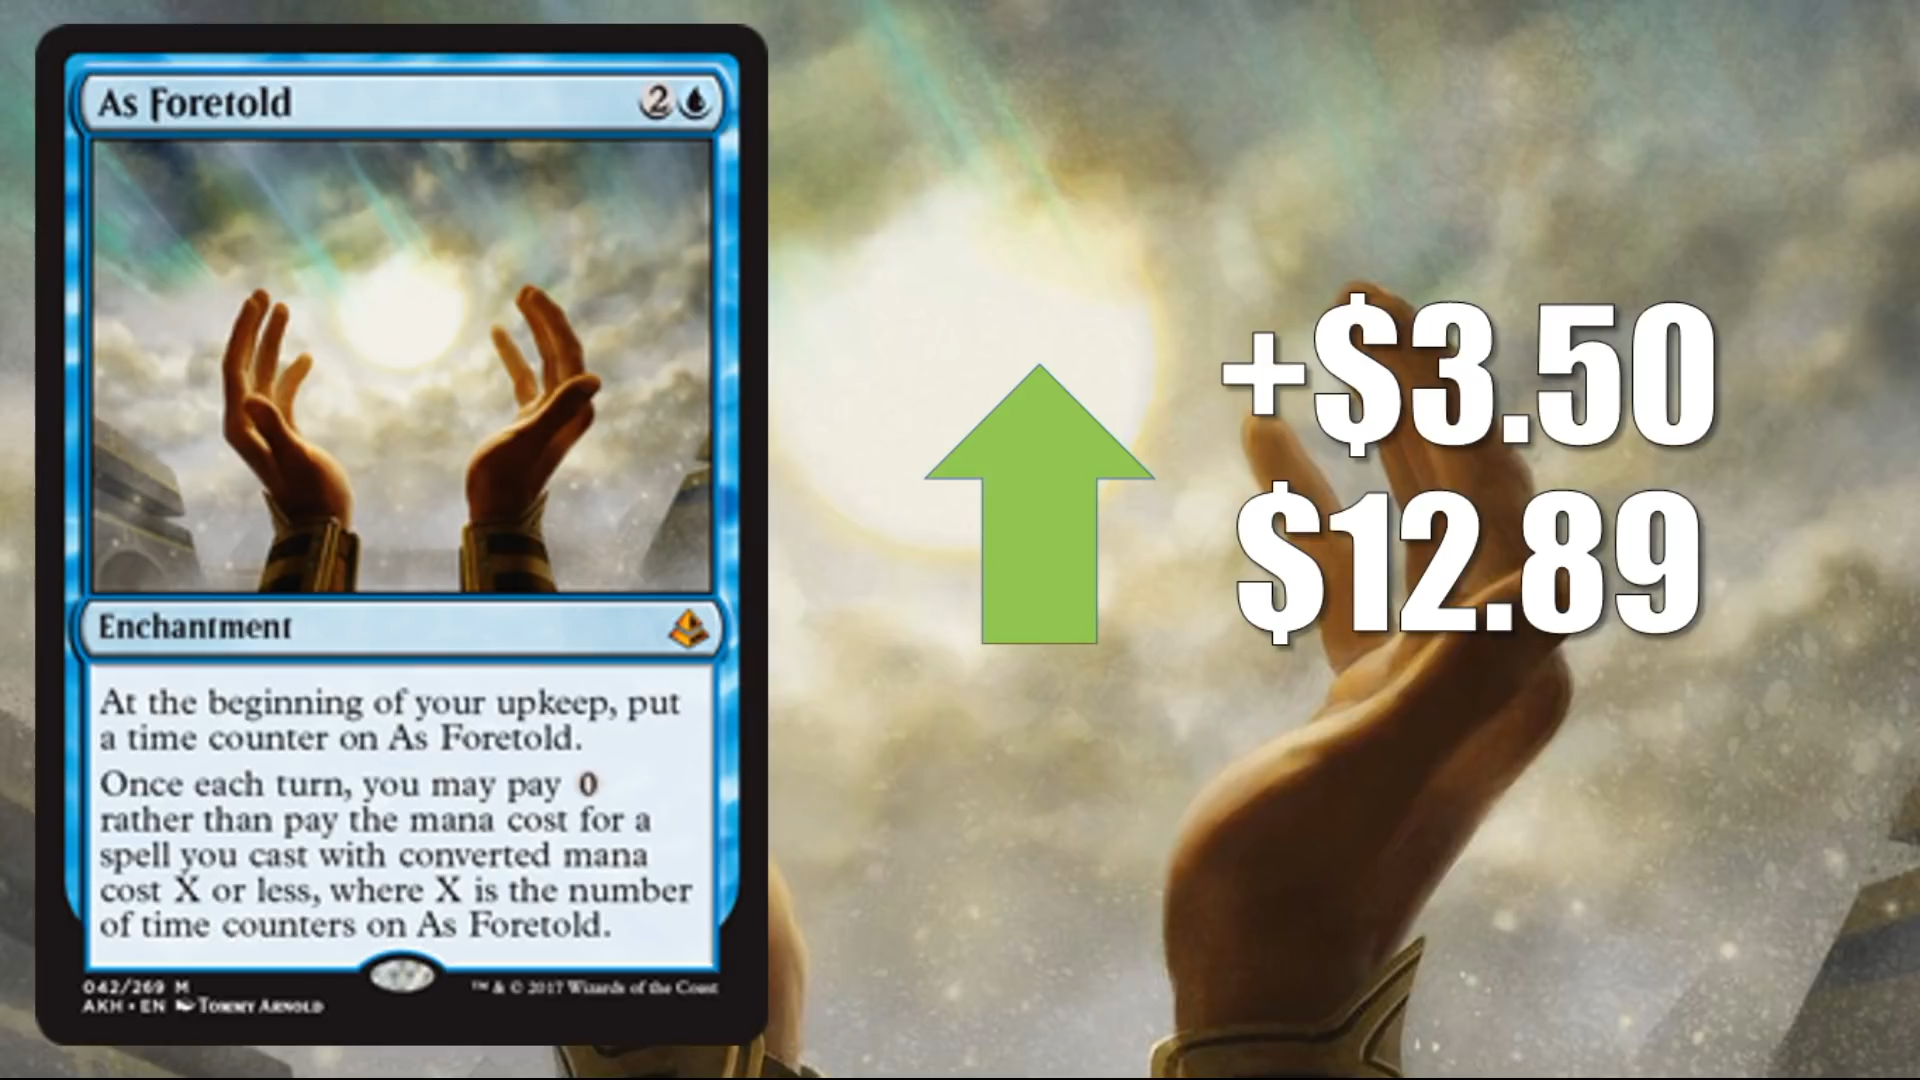 As Foretold 2
Enchantment
At the beginning of your upkeep, put
a time counter on As Foretold.
Once each turn, you may pay 0
rather than pay the mana cost for a
spell you cast with converted mana
cost X or less, where X is the number
of time counters on As Foretold.
042/269 M
AKH • EN Tommy Arnold
™ & © 2017 Wizards of the Coast
+$3.50
$12.89